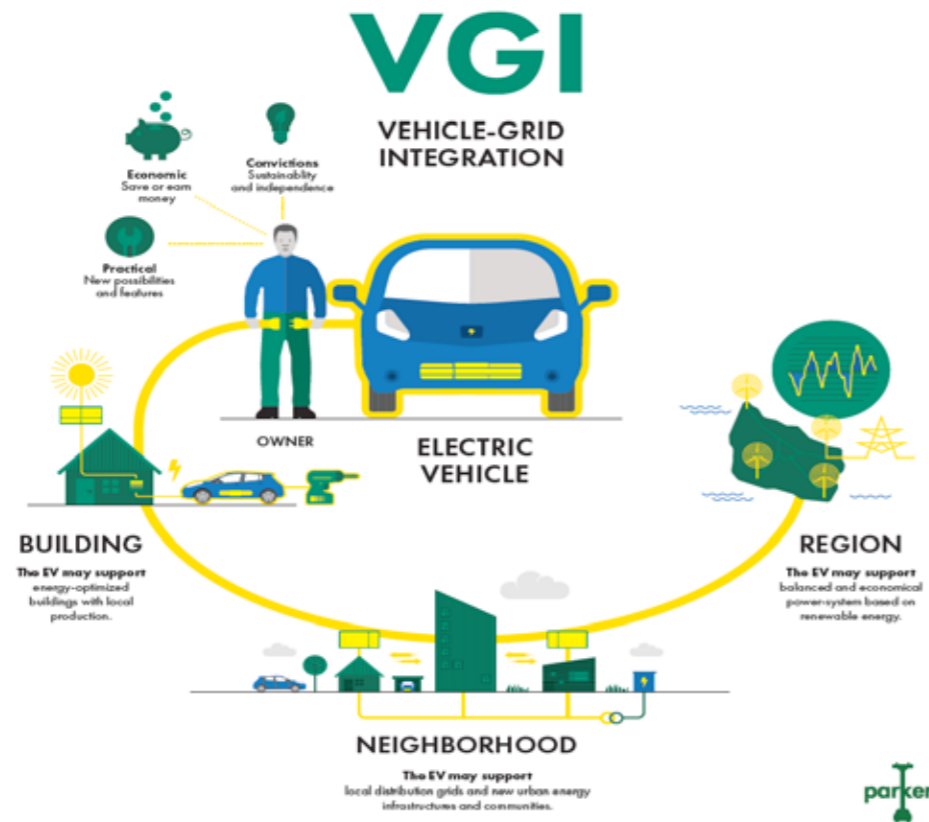 VGI
VEHICLE-GRID
INTEGRATION
Economic
Save or earn
money
Convictions
Sustainablity
and independence
Practical
New possibilities
and features
OWNER
ELECTRIC
VEHICLE
BUILDING
The EV may support
energy-optimized
buildings with local
production.
REGION
The EV may support
balanced and economical
power-system based on
renewable energy.
NEIGHBORHOOD
The EV may support
local distribution grids and new urban energy
infrastructures and communities.
parker